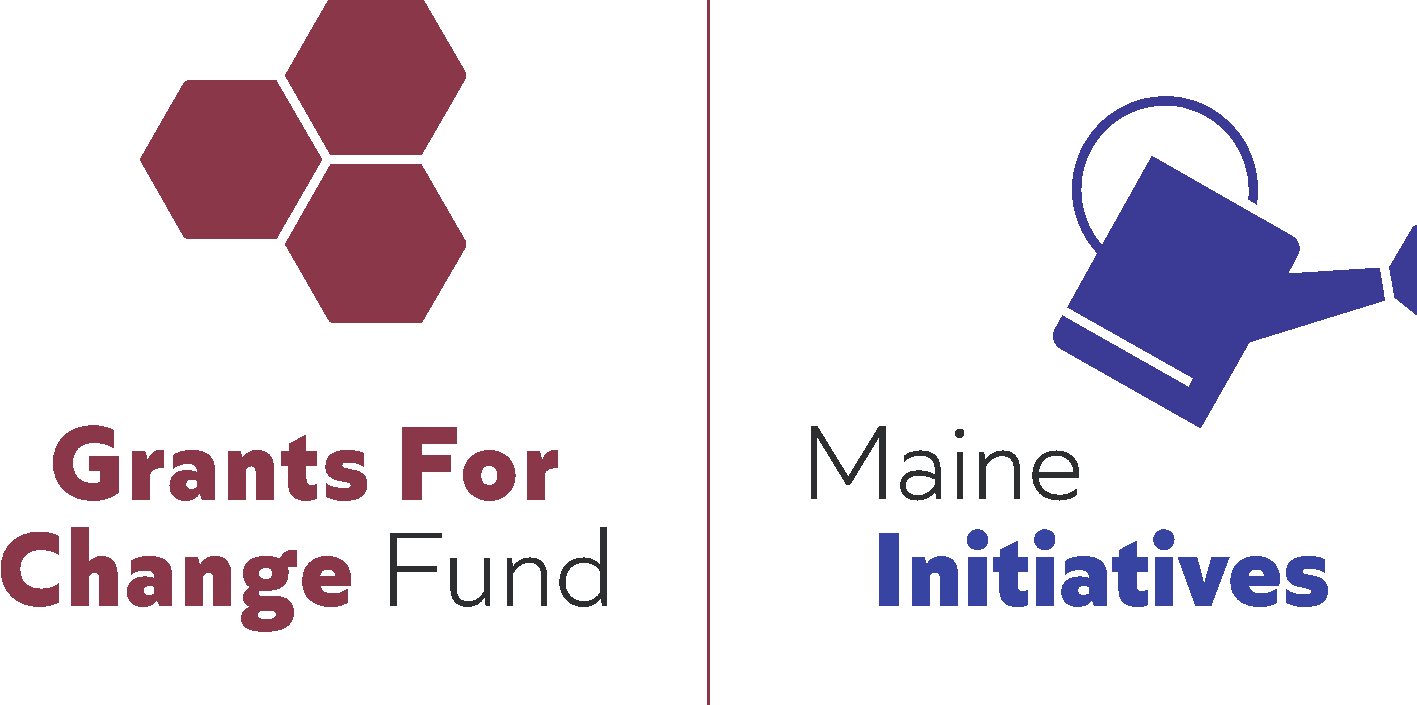 Grants For
Change Fund
Maine
Initiatives